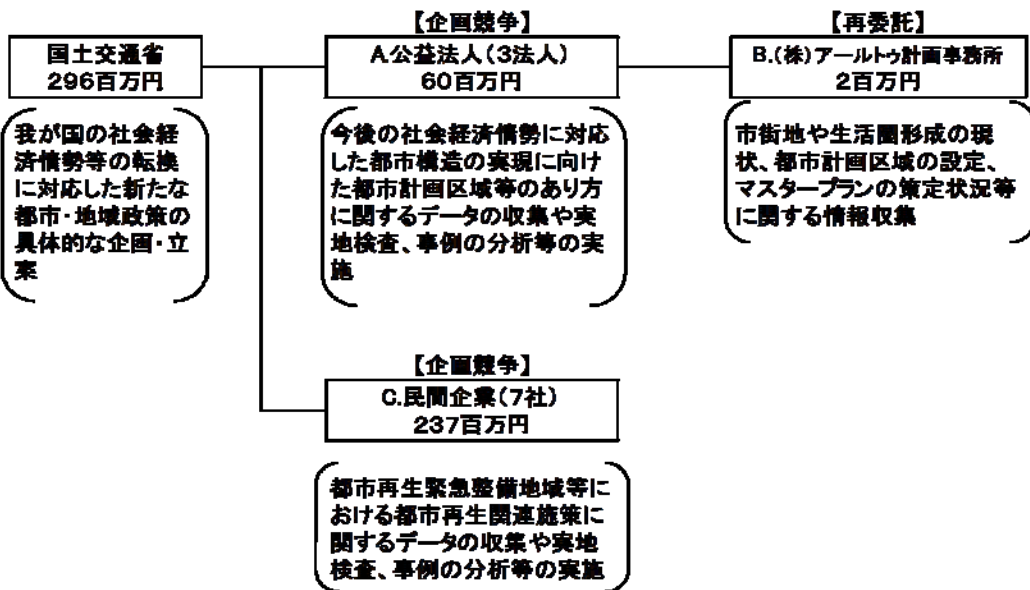 国土交通省
296百万円
我が国の社会経
済情勢等の転換
に対応した新たな
都市・地域政策の
具体的な企画・立
案
【企画競争】
A.公益法人(3法人)
60百万円
今後の社会経済情勢に対応
した都市構造の実現に向け
た都市計画区域等のあり方
に関するデータの収集や実
地検査、事例の分析等の実
施
【再委託】
B.(株)アールトゥ計画事務所
2百万円
市街地や生活圏形成の現
状、都市計画区域の設定、
マスタープランの策定状況等
に関する情報収集
【企画競争】
C.民間企業(7社)
237百万円
都市再生緊急整備地域等に
おける都市再生関連施策に
関するデータの収集や実地
検査、事例の分析等の実施